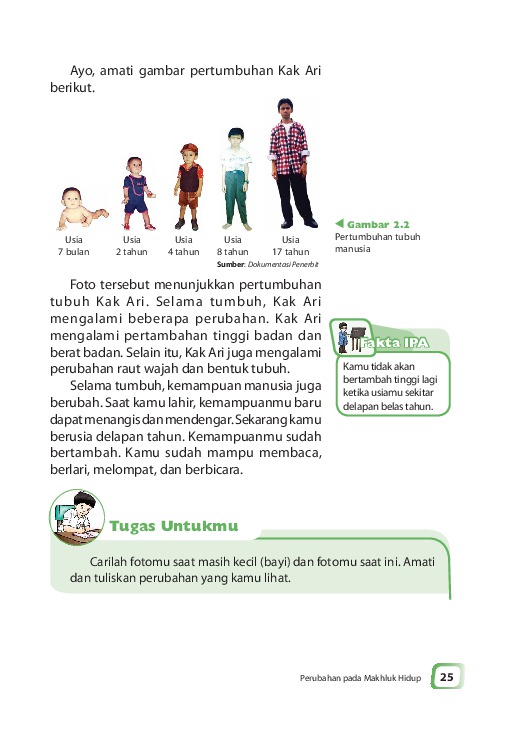 Ayo, amati gambar pertumbuhan Kak Ari
berikut.
Usia
7 bulan
Usia
2 tahun
Usia
4 tahun
Usia
8 tahun
Usia
17 tahun
Sumber: Dokumentasi Penerbit
Gambar 2.2
Pertumbuhan tubuh
manusia
Foto tersebut menunjukkan pertumbuhan
tubuh Kak Ari. Selama tumbuh, Kak Ari
mengalami beberapa perubahan. Kak Ari
mengalami pertambahan tinggi badan dan
berat badan. Selain itu, Kak Ari juga mengalami
perubahan raut wajah dan bentuk tubuh.
Selama tumbuh, kemampuan manusia juga
berubah. Saat kamu lahir, kemampuanmu baru
dapat menangis dan mendengar. Sekarang kamu
berusia delapan tahun. Kemampuanmu sudah
bertambah. Kamu sudah mampu membaca,
berlari, melompat, dan berbicara.
Fakta IPA
Kamu tidak akan
bertambah tinggi lagi
ketika usiamu sekitar
delapan belas tahun.
Tugas Untukmu
Carilah fotomu saat masih kecil (bayi) dan fotomu saat ini. Amati
dan tuliskan perubahan yang kamu lihat.
Perubahan pada Makhluk Hidup
25